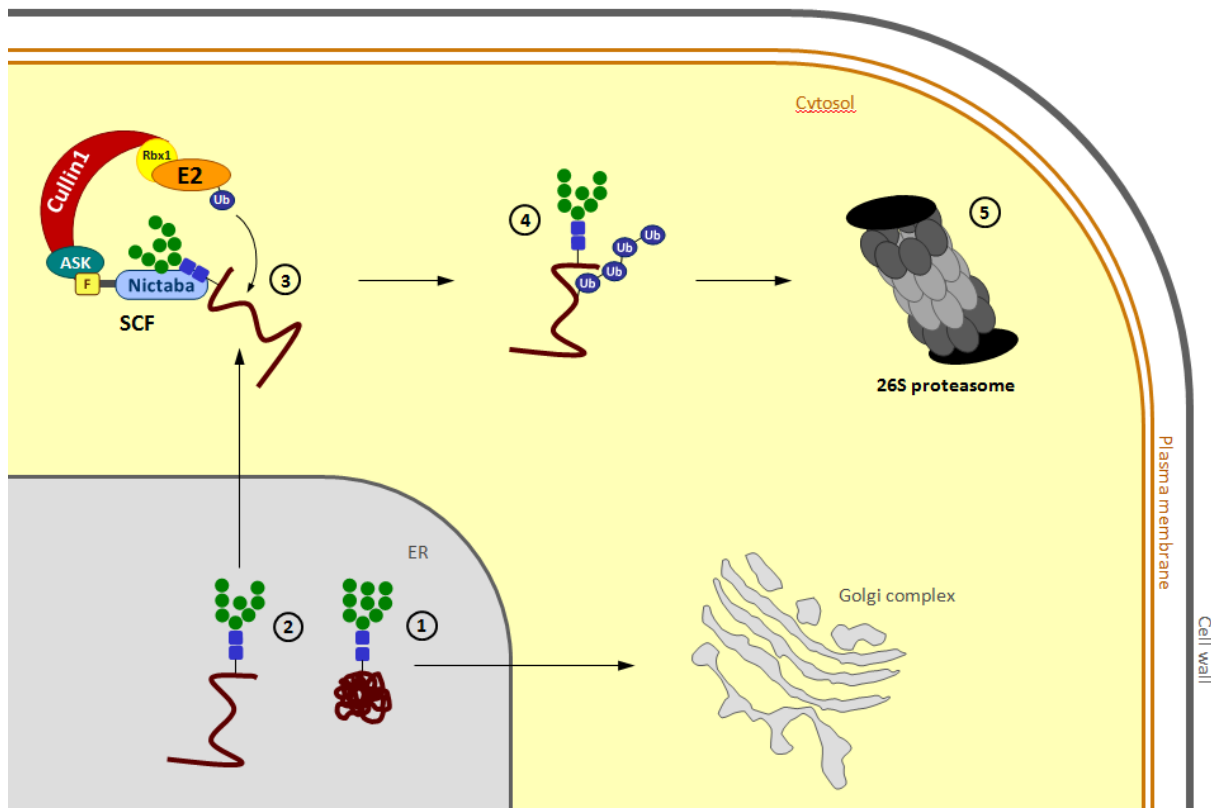 Cytosol
Cullin1
Rbx1
E2
Ub
ASK
F
Nictaba
SCF
3
4
Ub
Ub
Ub
Ub
5
26S proteasome
Plasma membrane
Cell wall
ER
2
1
Golgi complex